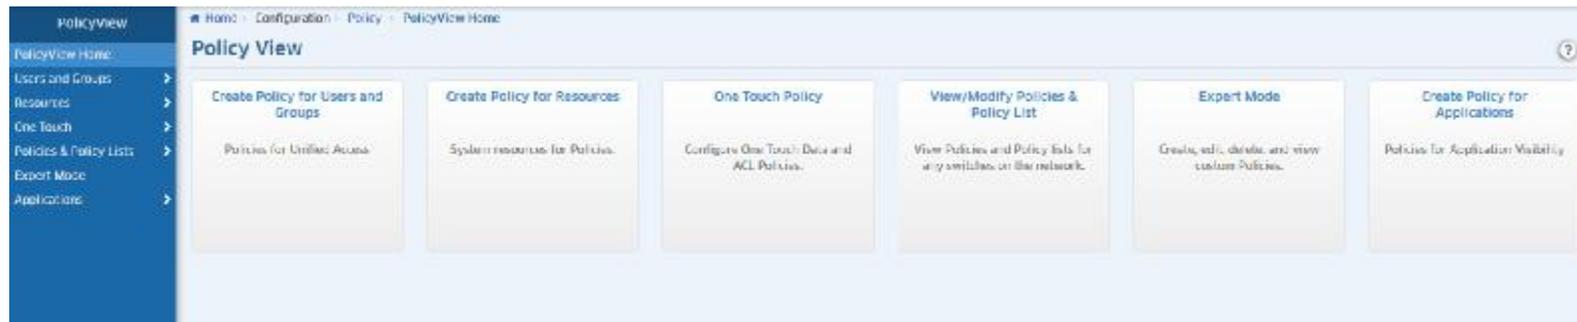 PolicyView
Home > Configuration > Policy > PolicyView Home
Policy View
?
PolicyView Home
Users and Groups
Resources
One Touch
Policies & Policy Lists
Expert Mode
Applications
Create Policy for Users and
Groups
Policies for Unified Access
Create Policy for Resources
System resources for Policies.
One Touch Policy
Configure One Touch Data and
ACL Policies.
View/Modify Policies &
Policy List
View Policies and Policy lists for
any switches on the network.
Expert Mode
Create, edit, delete, and view
custom Policies.
Create Policy for
Applications
Policies for Application Visibility